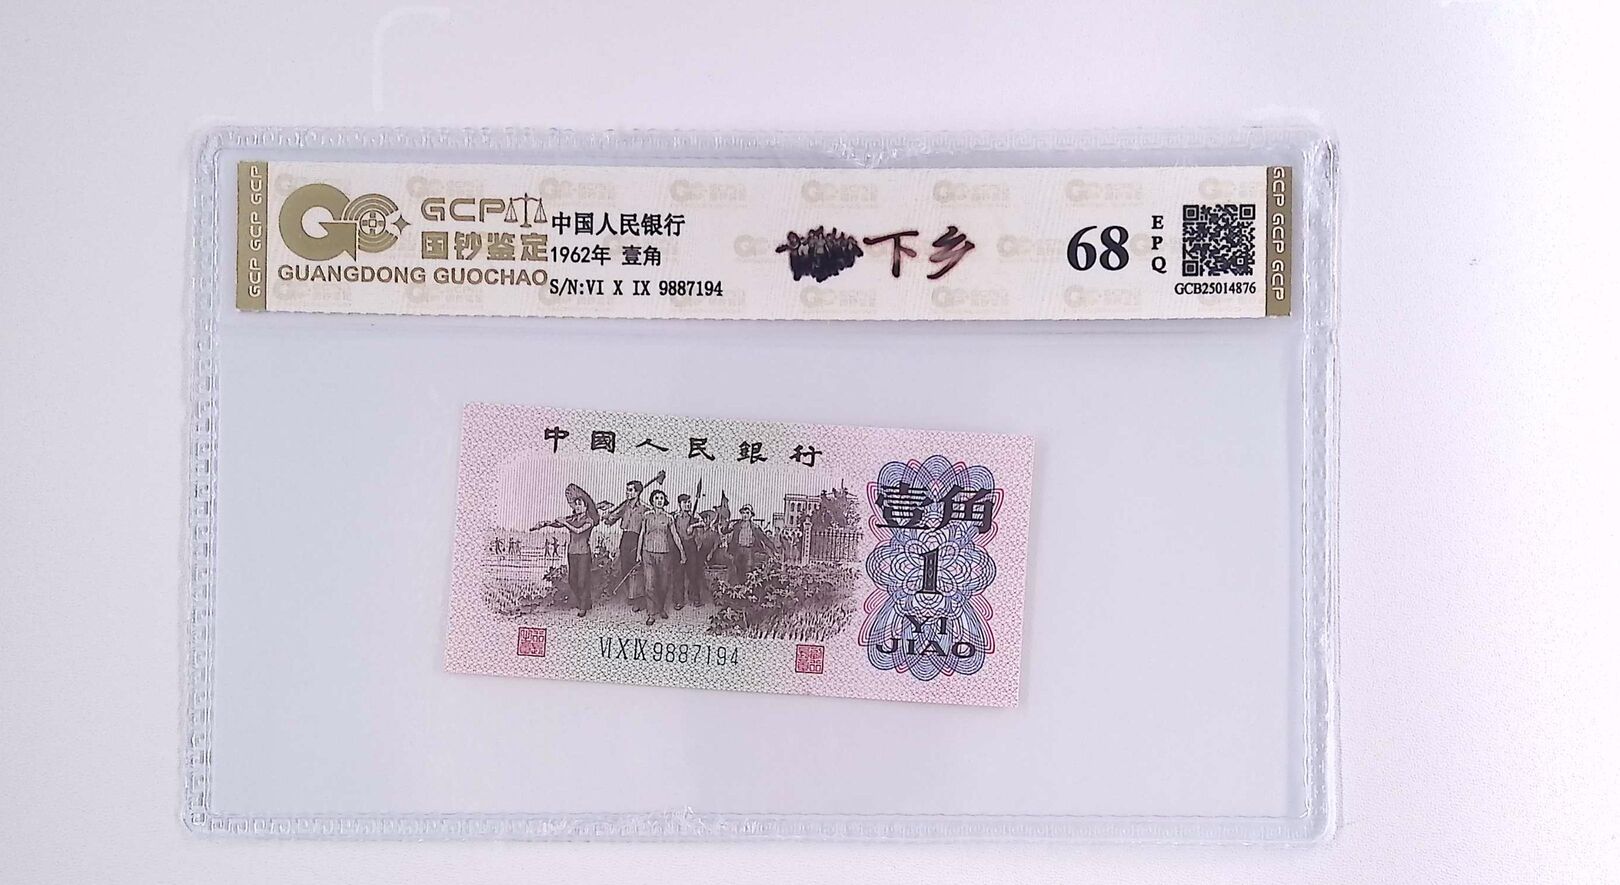 GCP GCP GCP
GCP
国钞鉴定
GUANGDONG GUOCHAO
中国人民银行
1962年 壹角
S/N:VI X IX 9887194
下乡
68
EPQ
GCB25014876
GCP GCP GCP
中國人民銀行
壹角
1
YI
JIAO
VI X IX 9887194